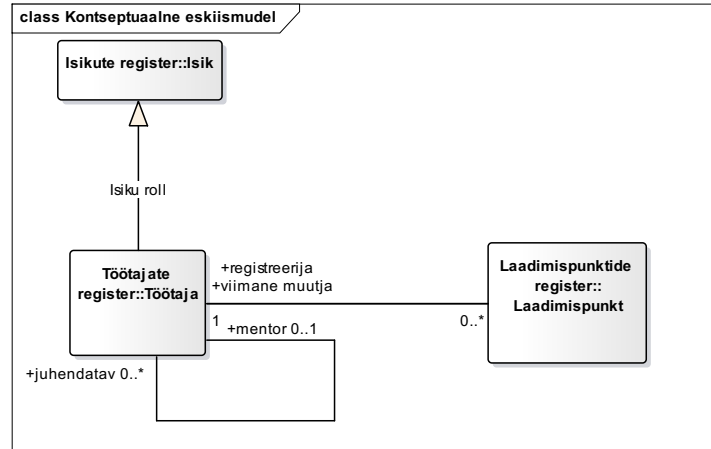 class Kontseptuaalne eskiismudel
Isikute register::Isik
Isiku roll
Töötajate
register::Töötaja
+registreerija
+viimane muutja
1
0..*
Laadimispunktide
register::
Laadimispunkt
+mentor 0..1
+juhendatav 0..*